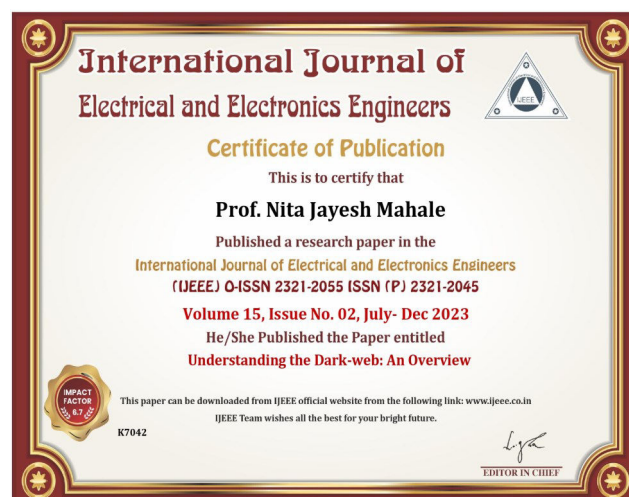 International Journal of
Electrical and Electronics Engineers
IJEEE
Certificate of Publication
This is to certify that
Prof. Nita Jayesh Mahale
Published a research paper in the
International Journal of Electrical and Electronics Engineers
(IJEEE) O-ISSN 2321-2055 ISSN (P) 2321-2045
Volume 15, Issue No. 02, July- Dec 2023
He/She Published the Paper entitled
Understanding the Dark-web: An Overview
IMPACT
FACTOR
6.7
This paper can be downloaded from IJEEE official website from the following link: www.ijeee.co.in
IJEEE Team wishes all the best for your bright future.
K7042
EDITOR IN CHIEF